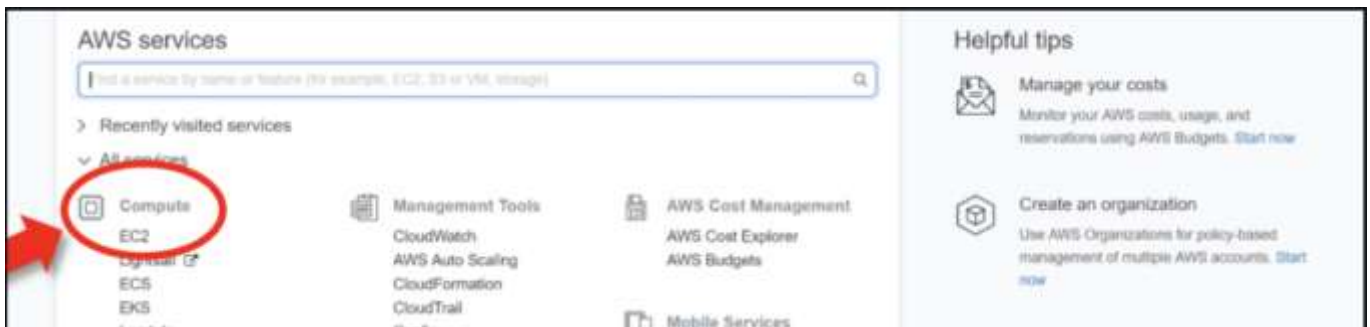 AWS services
Find a service by name or feature (for example, EC2, S3 or VM, storage)
Recently visited services
All services
Compute
EC2
Lightsail
ECS
EKS
Management Tools
CloudWatch
AWS Auto Scaling
CloudFormation
CloudTrail
AWS Cost Management
AWS Cost Explorer
AWS Budgets
Mobile Services
Helpful tips
Manage your costs
Monitor your AWS costs, usage, and
reservations using AWS Budgets. Start now
Create an organization
Use AWS Organizations for policy-based
management of multiple AWS accounts. Start
now